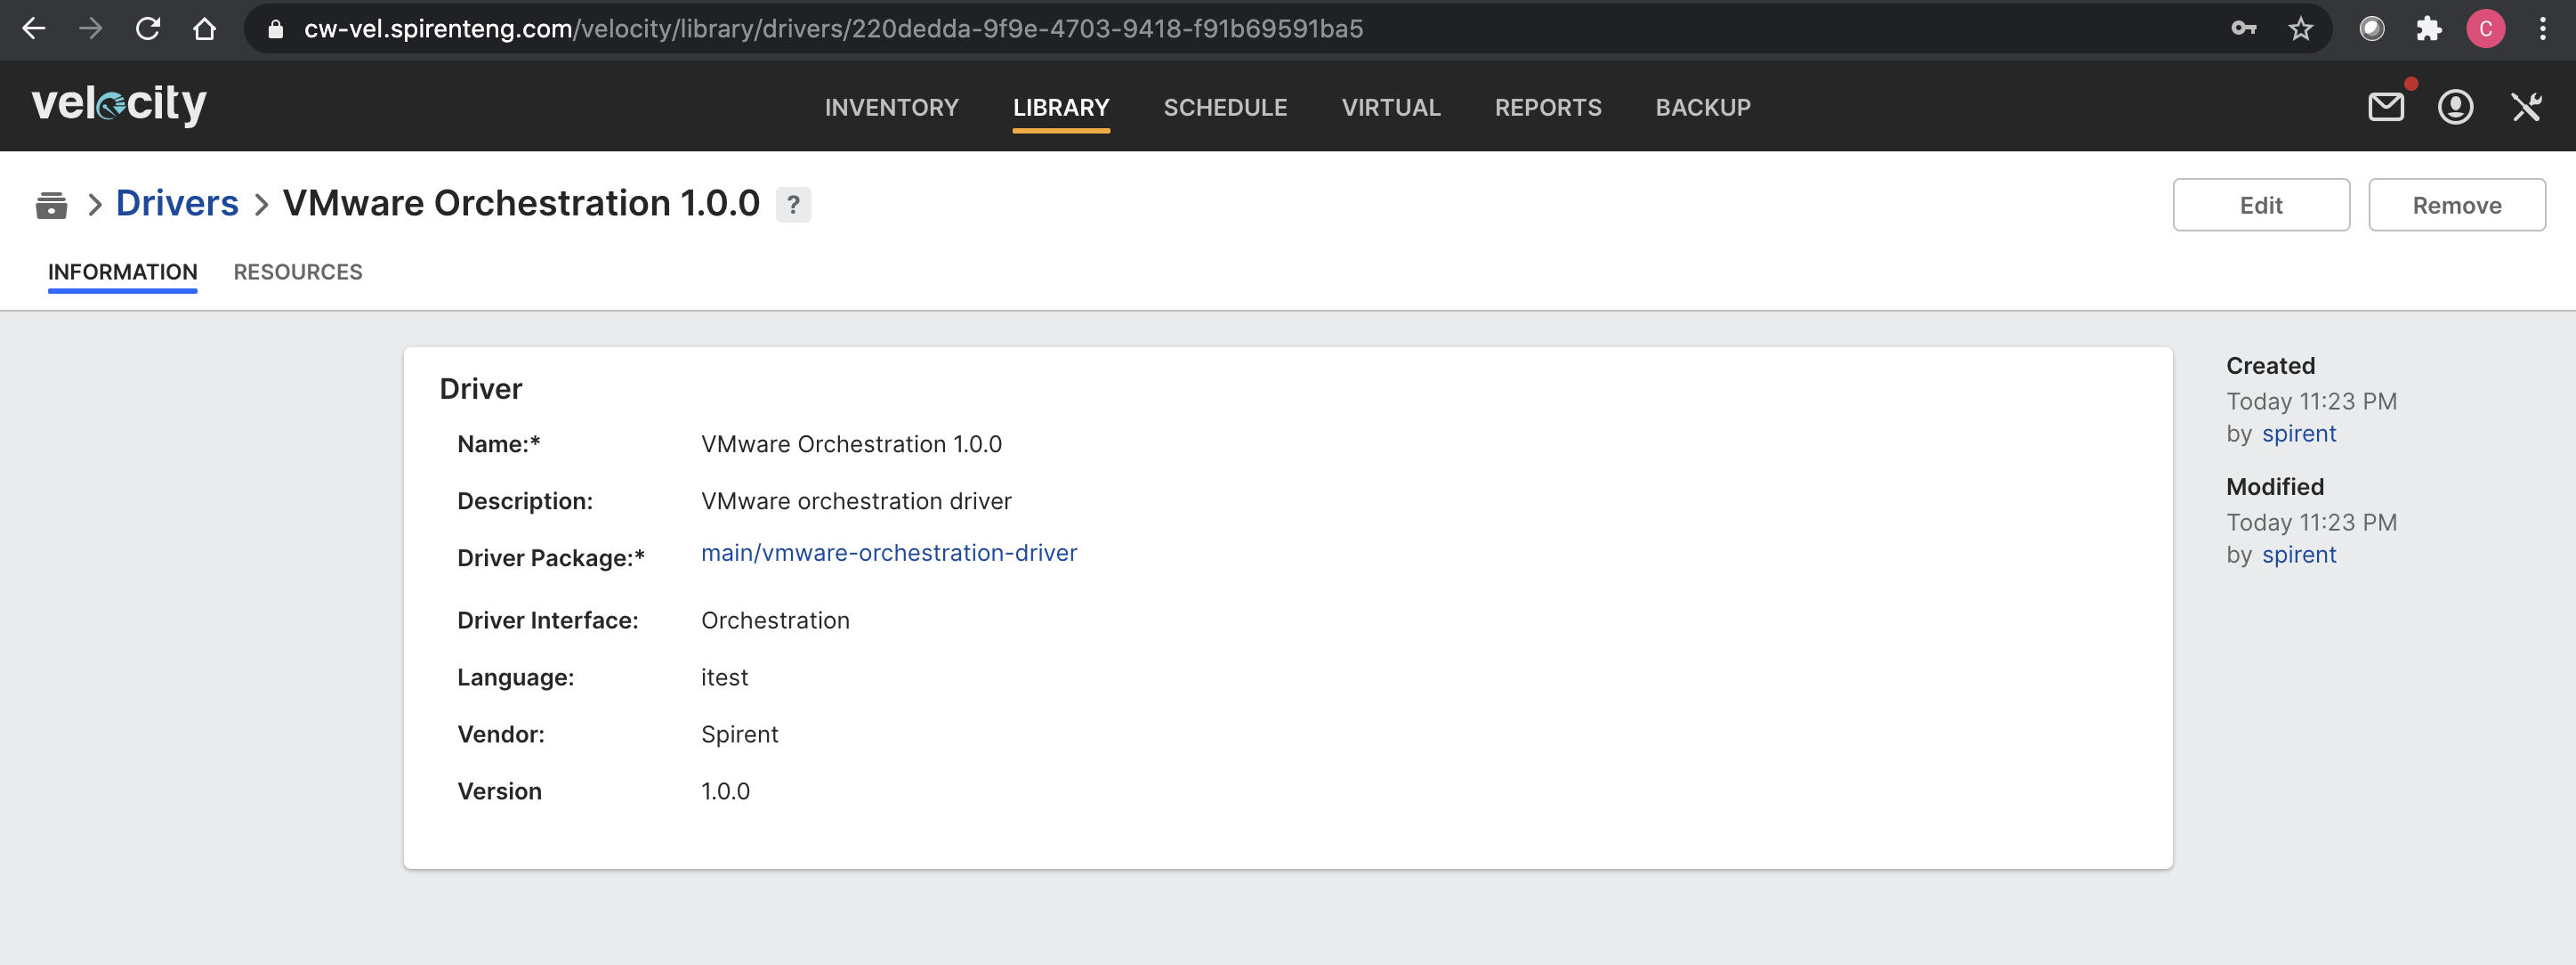 cw-vel.spirenteng.com/velocity/library/drivers/220dedda-9f9e-4703-9418-f91b69591ba5
C
velocity
INVENTORY LIBRARY SCHEDULE VIRTUAL REPORTS BACKUP
Drivers > VMware Orchestration 1.0.0 ?
Edit Remove
INFORMATION RESOURCES
Driver
Name:* VMware Orchestration 1.0.0
Description: VMware orchestration driver
Driver Package:* main/vmware-orchestration-driver
Driver Interface: Orchestration
Language: itest
Vendor: Spirent
Version 1.0.0
Created
Today 11:23 PM
by spirent
Modified
Today 11:23 PM
by spirent